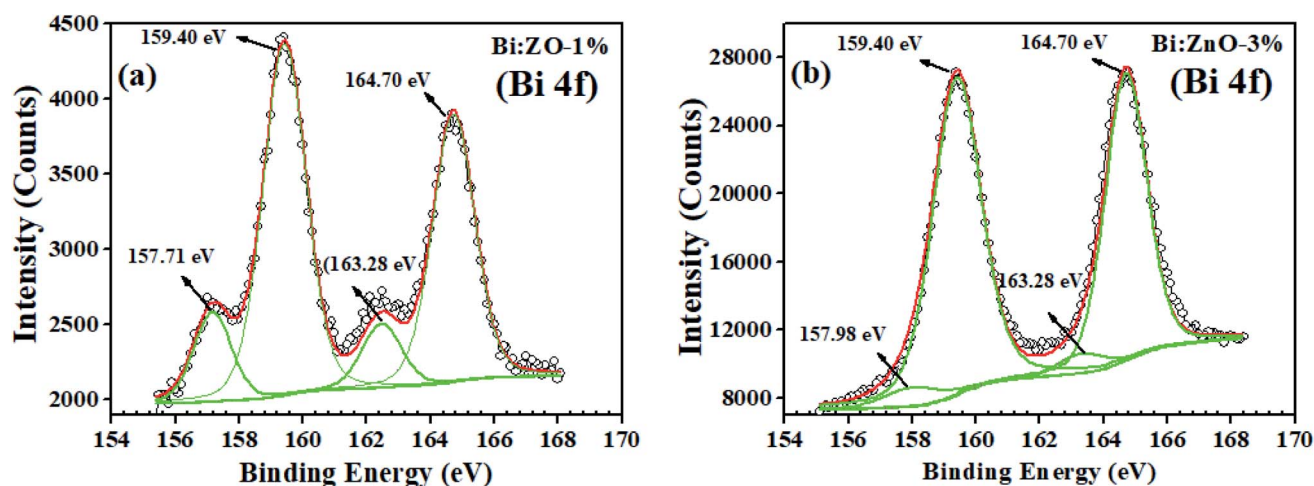 4500
4000
3500
3000
2500
2000
Intensity (Counts)
(a)
159.40 eV
164.70 eV
Bi:ZO-1%
(Bi 4f)
157.71 eV
(163.28 eV
154 156 158 160 162 164 166 168 170
Binding Energy (eV)
28000
24000
20000
16000
12000
8000
Intensity (Counts)
(b)
159.40 eV
164.70 eV
Bi:ZnO-3%
(Bi 4f)
163.28 eV
157.98 eV
154 156 158 160 162 164 166 168 170
Binding Energy (eV)